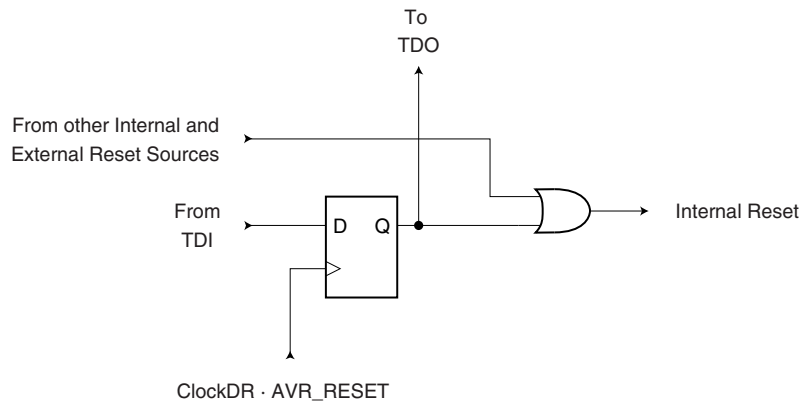 To
TDO
From other Internal and
External Reset Sources
From
TDI
D Q
Internal Reset
ClockDR · AVR_RESET